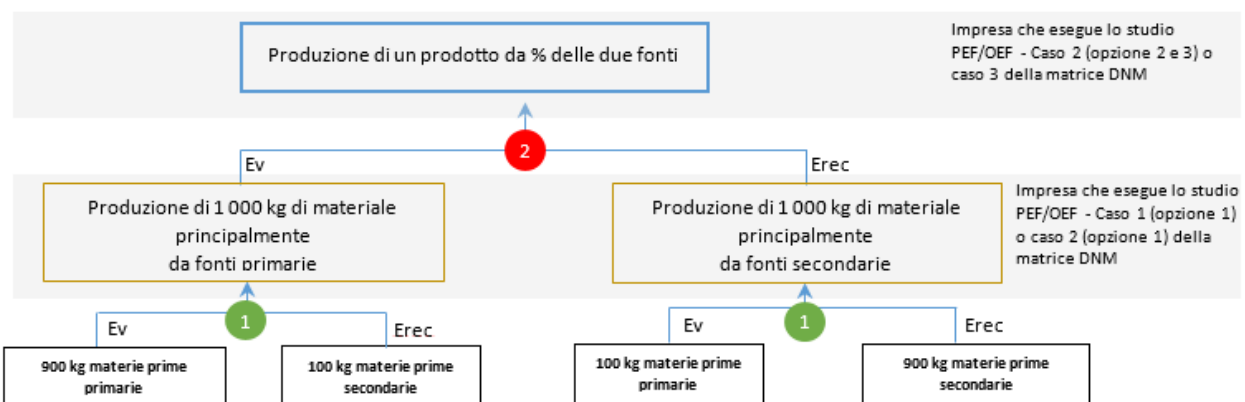 Produzione di un prodotto da % delle due fonti
Impresa che esegue lo studio
PEF/OEF - Caso 2 (opzione 2 e 3) o
caso 3 della matrice DNM
2
Ev
Erec
Produzione di 1 000 kg di materiale
principalmente
da fonti primarie
Produzione di 1 000 kg di materiale
principalmente
da fonti secondarie
Impresa che esegue lo studio
PEF/OEF - Caso 1 (opzione 1)
o caso 2 (opzione 1) della
matrice DNM
1
Ev
Erec
1
Ev
Erec
900 kg materie prime
primarie
100 kg materie prime
secondarie
100 kg materie prime
primarie
900 kg materie prime
secondarie